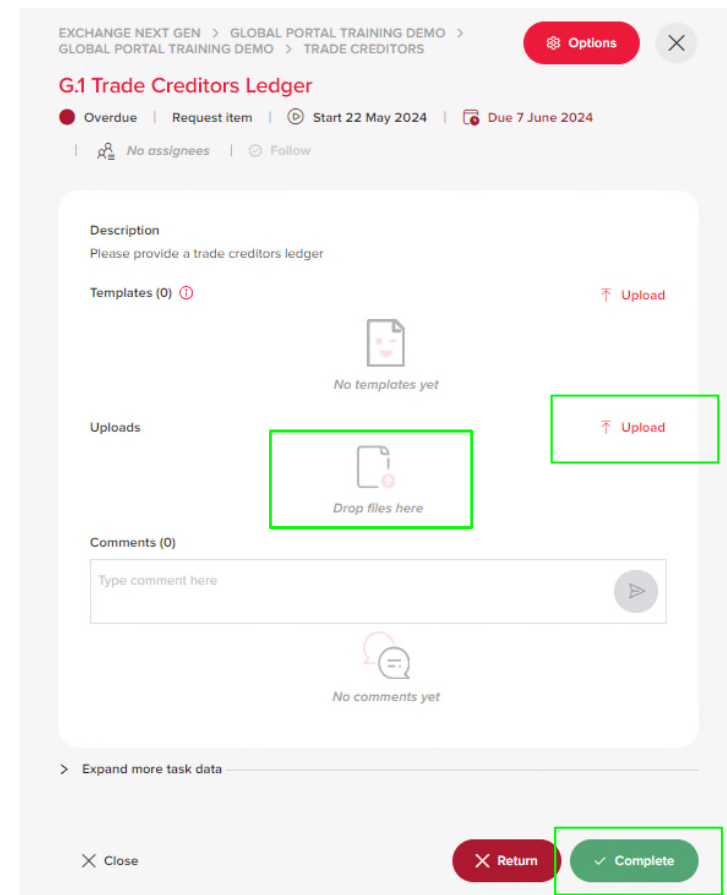 EXCHANGE NEXT GEN > GLOBAL PORTAL TRAINING DEMO >
GLOBAL PORTAL TRAINING DEMO > TRADE CREDITORS
Options
G.1 Trade Creditors Ledger
Overdue | Request item | Start 22 May 2024 | Due 7 June 2024
| No assignees | Follow
Description
Please provide a trade creditors ledger
Templates (0)
Upload
No templates yet
Uploads
Upload
Drop files here
Comments (0)
Type comment here
No comments yet
> Expand more task data
Close
Return
Complete